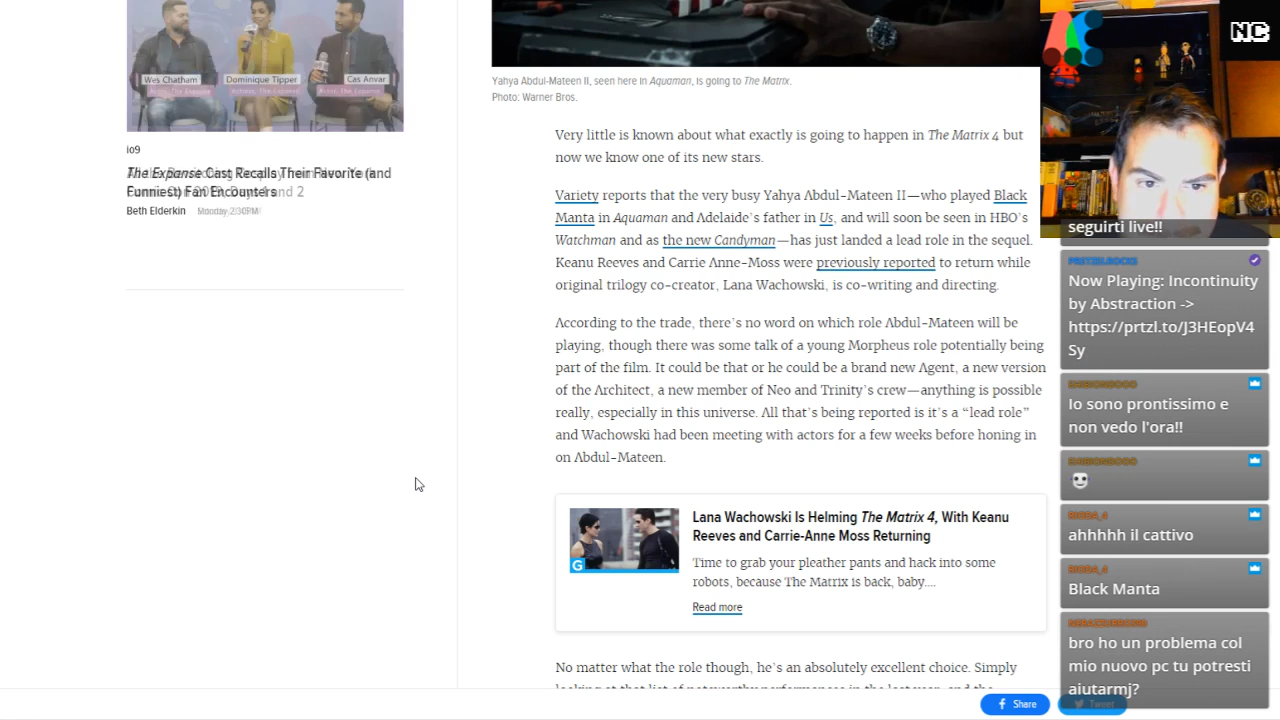 Wes Chatham
Dominique Tipper
Cas Anvar
Actor, The Expanse
Actress, The Expanse
Actor, The Expanse
io9
The Expanse Cast Recalls Their Favorite (and
Funniest) Fan Encounters
Beth Elderkin
Yahya Abdul-Mateen II, seen here in Aquaman, is going to The Matrix.
Photo: Warner Bros.
Very little is known about what exactly is going to happen in The Matrix 4 but
now we know one of its new stars.
Variety reports that the very busy Yahya Abdul-Mateen II—who played Black
Manta in Aquaman and Adelaide's father in Us, and will soon be seen in HBO's
Watchman and as the new Candyman—has just landed a lead role in the sequel.
Keanu Reeves and Carrie Anne-Moss were previously reported to return while
original trilogy co-creator, Lana Wachowski, is co-writing and directing.
According to the trade, there's no word on which role Abdul-Mateen will be
playing, though there was some talk of a young Morpheus role potentially being
part of the film. It could be that or he could be a brand new Agent, a new version
of the Architect, a new member of Neo and Trinity's crew—anything is possible
really, especially in this universe. All that's being reported is it's a “lead role”
and Wachowski had been meeting with actors for a few weeks before honing in
on Abdul-Mateen.
G
Lana Wachowski Is Helming The Matrix 4, With Keanu
Reeves and Carrie-Anne Moss Returning
Time to grab your pleather pants and hack into some
robots, because The Matrix is back, baby....
Read more
No matter what the role though, he's an absolutely excellent choice. Simply
Share
Tweet
NC
seguirti live!!
PRETZELROCKS
Now Playing: Incontinuity
by Abstraction ->
https://prtzl.to/J3HEopV4
Sy
Io sono prontissimo e
non vedo l'ora!!
RIGDA_4
ahhhhh il cattivo
RIGDA_4
Black Manta
bro ho un problema col
mio nuovo pc tu potresti
aiutarmj?